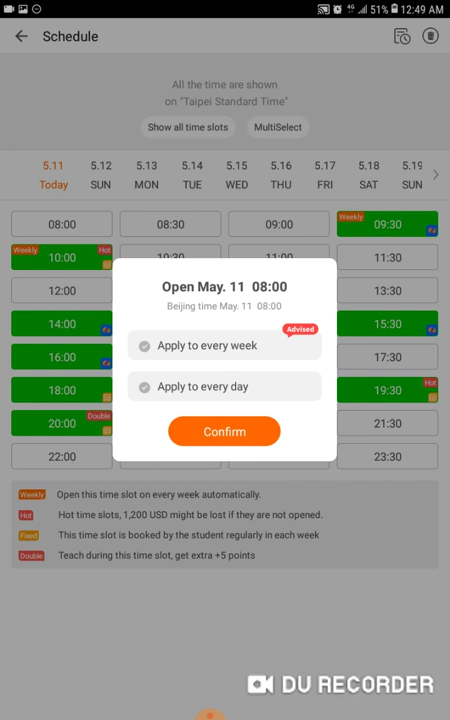 4G 51% 12:49 AM
Schedule
All the time are shown
on "Taipei Standard Time"
Show all time slots MultiSelect
5.11 5.12 5.13 5.14 5.15 5.16 5.17 5.18 5.19
Today SUN MON TUE WED THU FRI SAT SUN
08:00 08:30 09:00 Weekly 09:30
Weekly 10:00 Hot 10:30 11:00 11:30
12:00 13:30
14:00 15:30
16:00 17:30
18:00 19:30 Hot
20:00 Double 21:30
22:00 23:30
Open May. 11 08:00
Beijing time May. 11 08:00
Advised
Apply to every week
Apply to every day
Confirm
Weekly Open this time slot on every week automatically.
Hot Hot time slots, 1,200 USD might be lost if they are not opened.
Fixed This time slot is booked by the student regularly in each week
Double Teach during this time slot, get extra +5 points
DU RECORDER